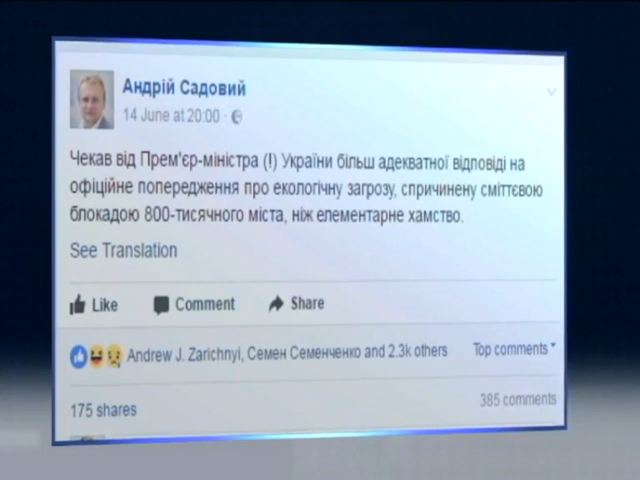 Андрій Садовий
14 June at 20:00 ·
Чекав від Прем'єр-міністра (!) України більш адекватної відповіді на
офіційне попередження про екологічну загрозу, спричинену сміттєвою
блокадою 800-тисячного міста, ніж елементарне хамство.
See Translation
Like Comment Share
Andrew J. Zarichnyi, Семен Семенченко and 2.3k others Top comments
175 shares 385 comments